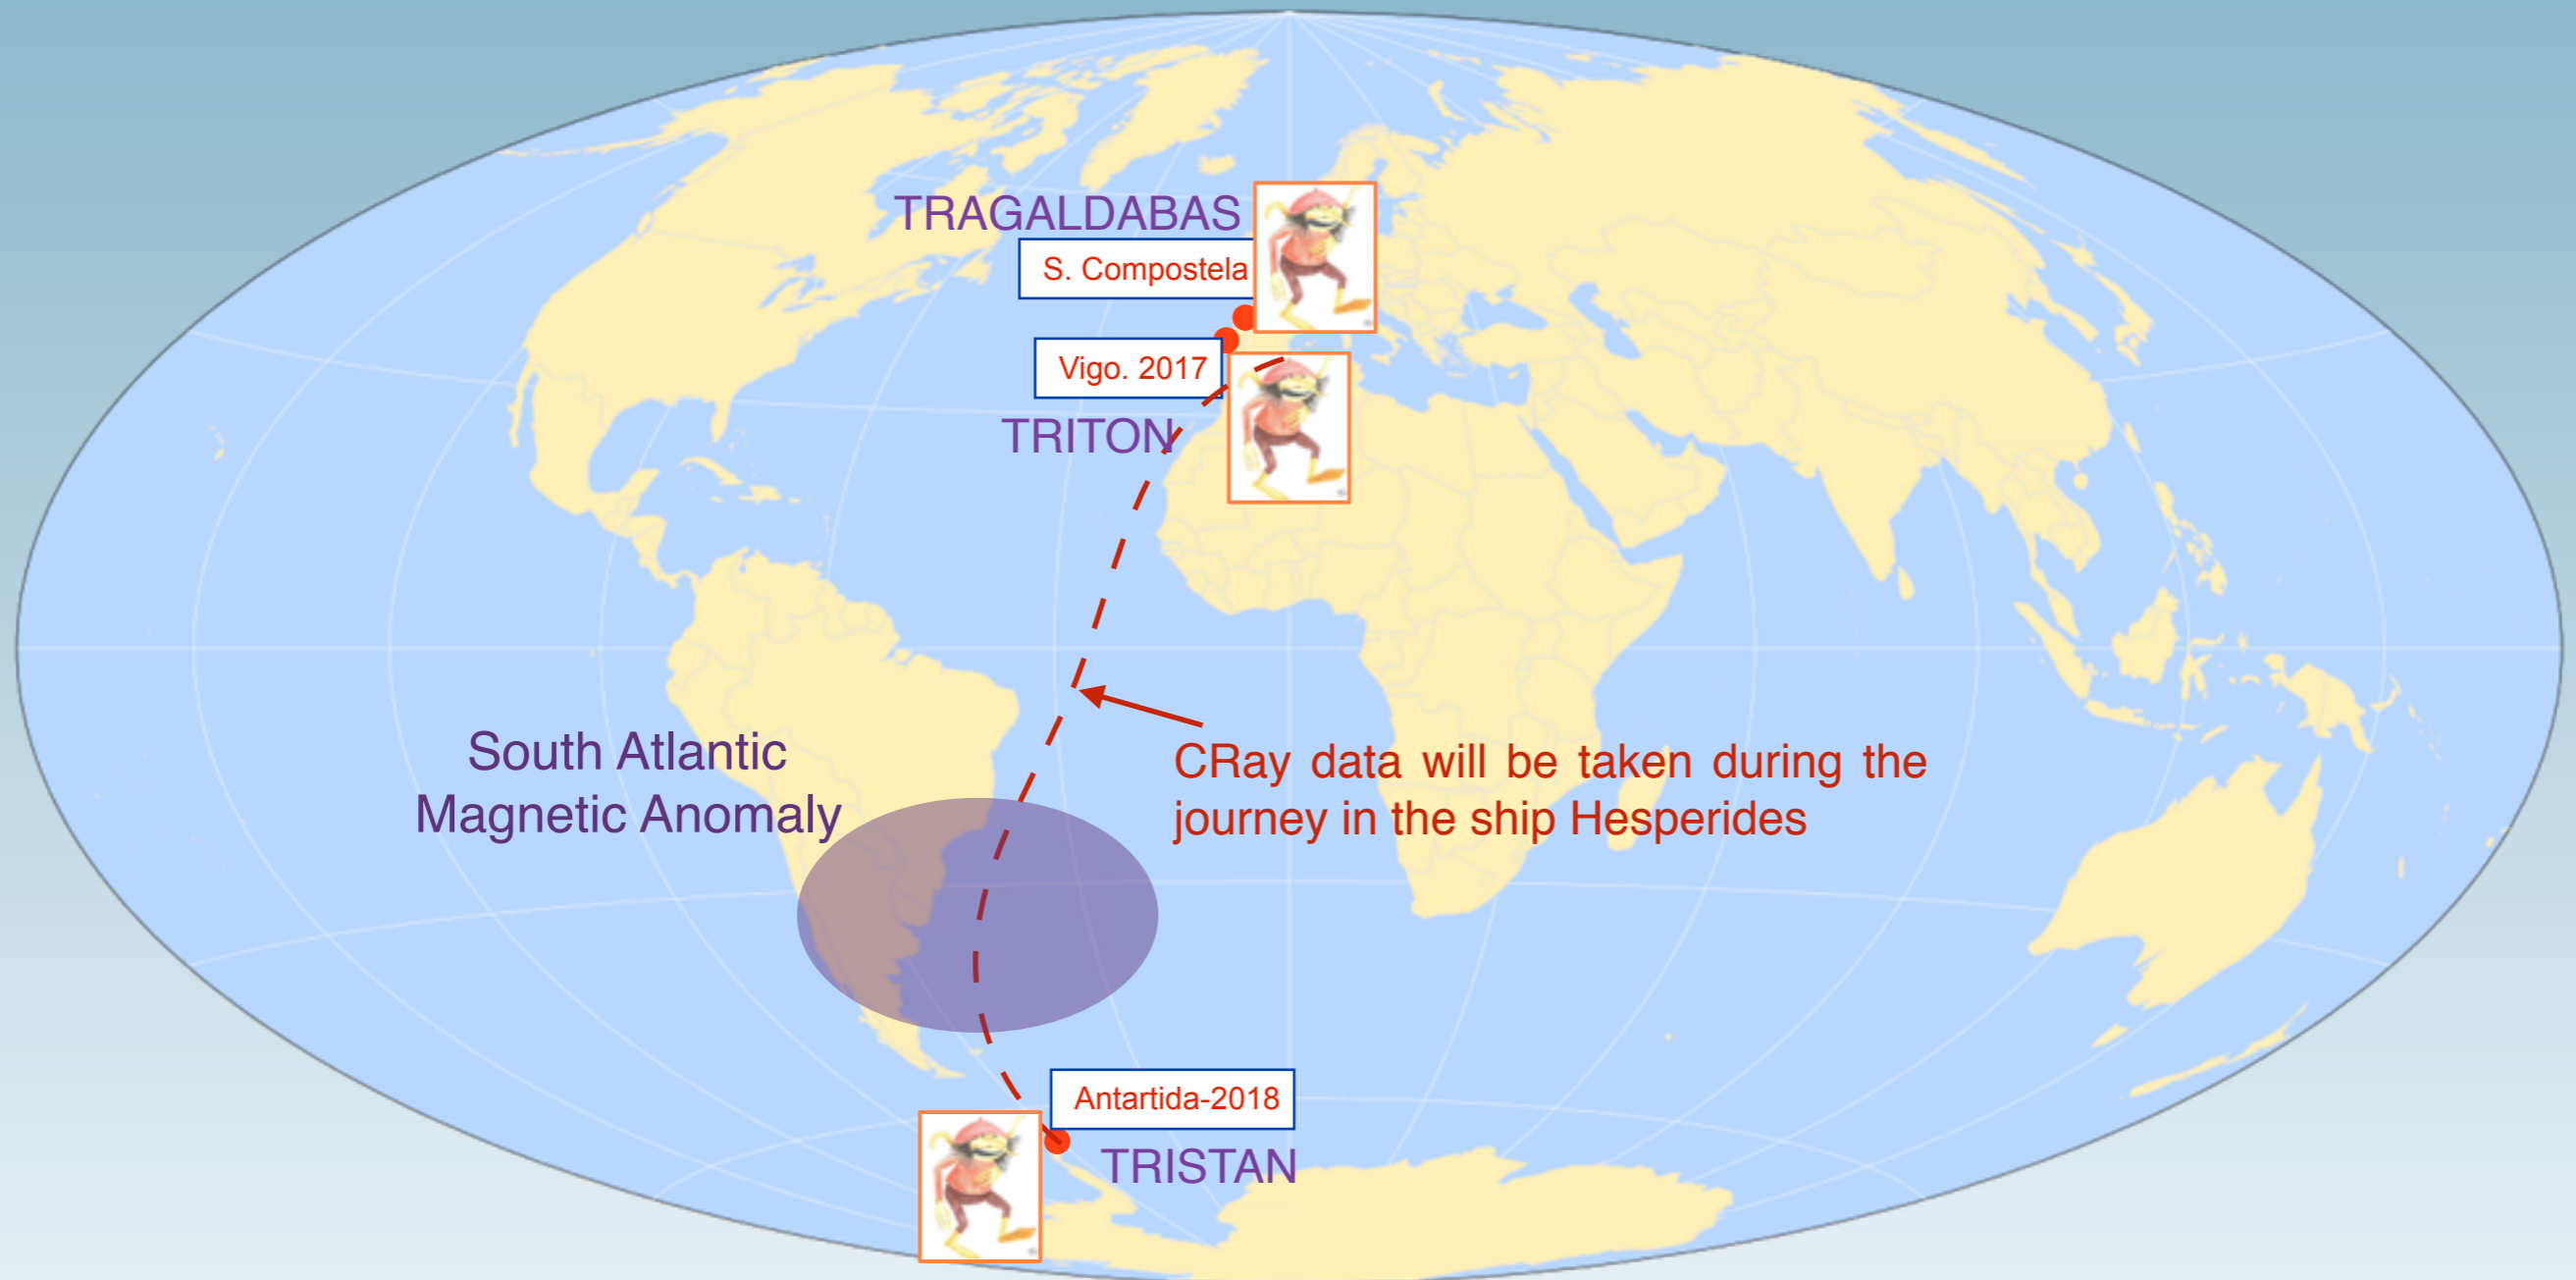 TRAGALDABAS
S. Compostela
Vigo. 2017
TRITON
South Atlantic
Magnetic Anomaly
CRay data will be taken during the
journey in the ship Hesperides
Antartida-2018
TRISTAN